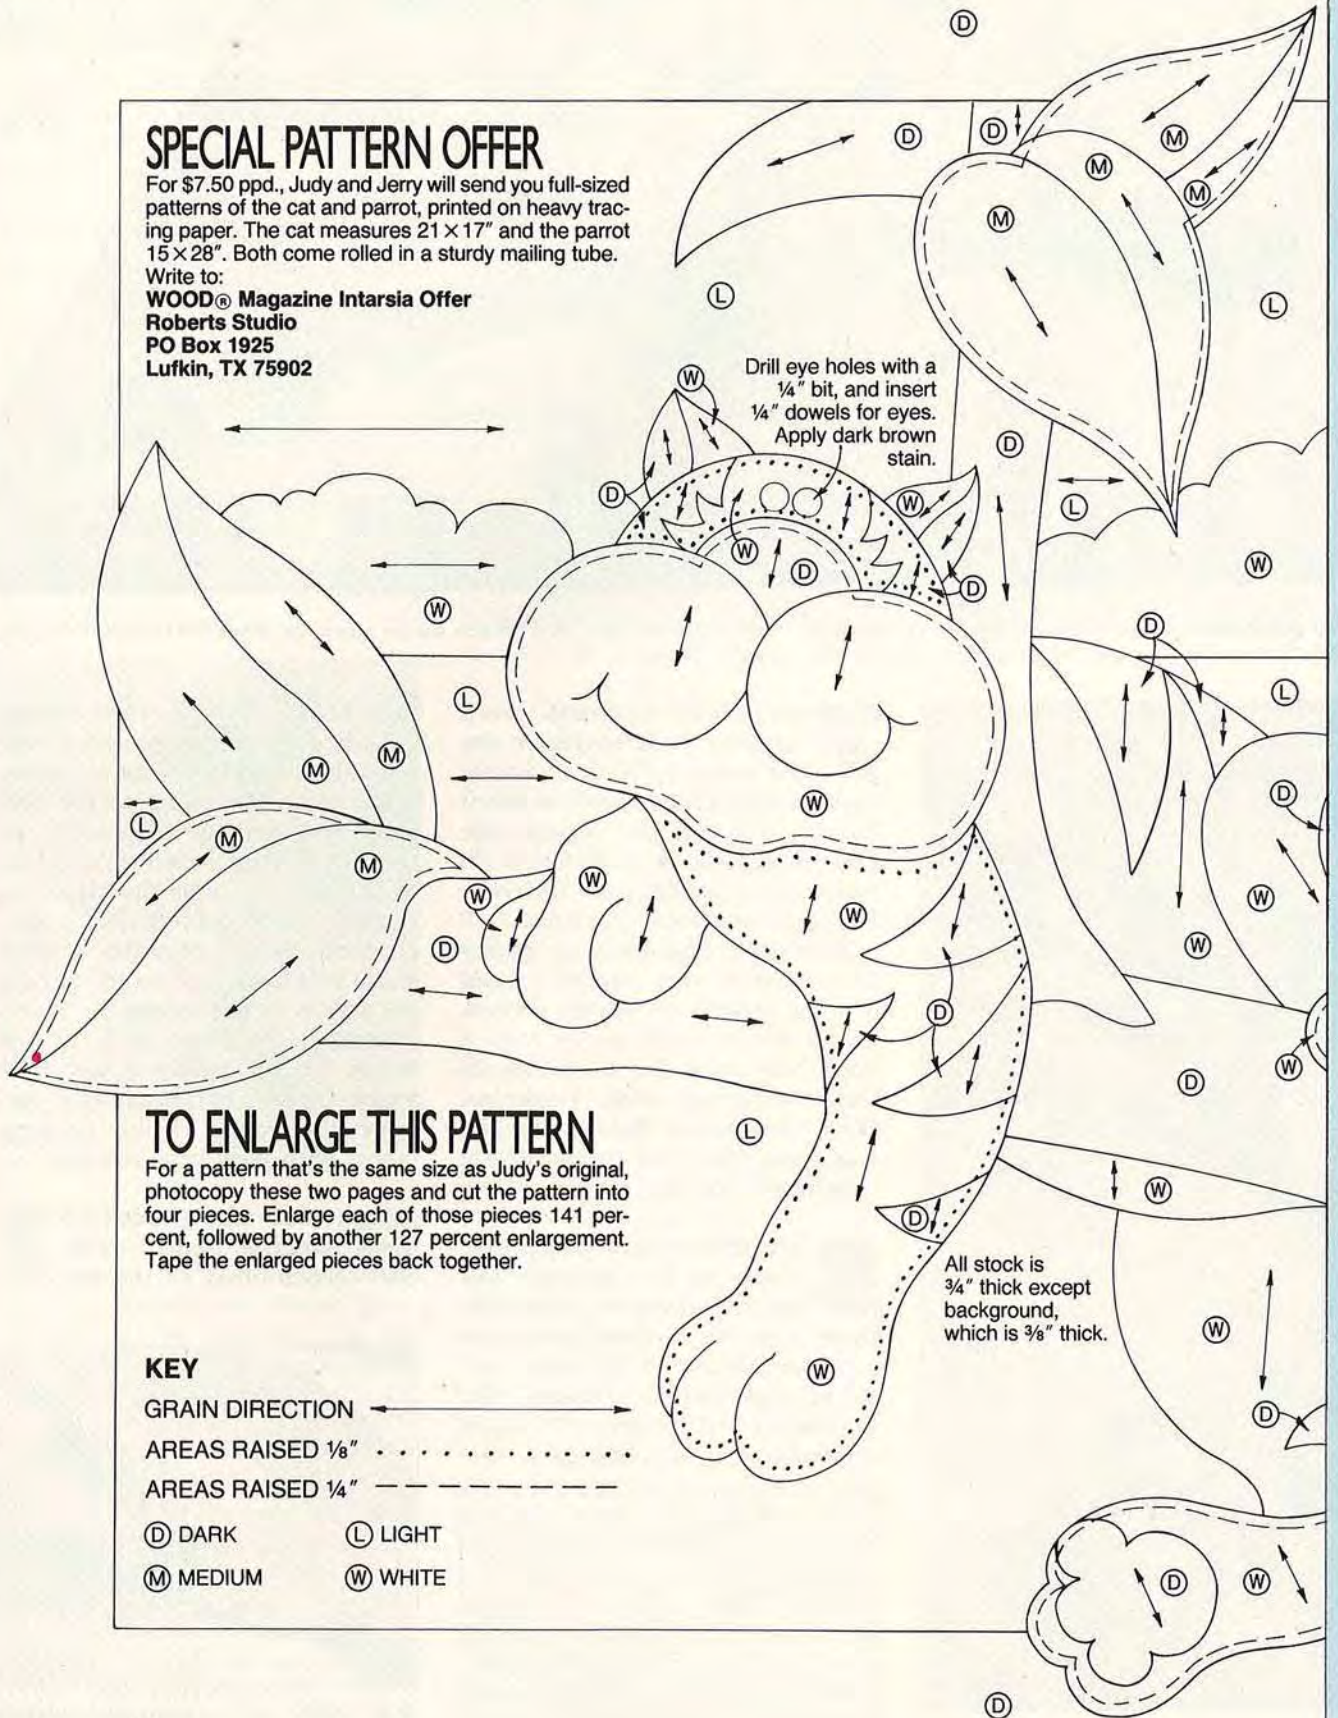 D
SPECIAL PATTERN OFFER
For $7.50 ppd., Judy and Jerry will send you full-sized
patterns of the cat and parrot, printed on heavy trac-
ing paper. The cat measures 21×17″ and the parrot
15×28″. Both come rolled in a sturdy mailing tube.
Write to:
WOOD® Magazine Intarsia Offer
Roberts Studio
PO Box 1925
Lufkin, TX 75902
D
D
M
M
M
M
L
L
Drill eye holes with a
¼″ bit, and insert
¼″ dowels for eyes.
Apply dark brown
stain.
W
D
D
W
L
W
D
W
D
W
D
L
L
W
D
M
M
D
W
L
M
M
W
W
W
W
W
D
D
W
D
W
L
TO ENLARGE THIS PATTERN
For a pattern that's the same size as Judy's original,
photocopy these two pages and cut the pattern into
four pieces. Enlarge each of those pieces 141 per-
cent, followed by another 127 percent enlargement.
Tape the enlarged pieces back together.
W
D
All stock is
¾″ thick except
background,
which is ⅜″ thick.
W
W
D
KEY
GRAIN DIRECTION
AREAS RAISED ⅛″
AREAS RAISED ¼″
D DARK L LIGHT
M MEDIUM W WHITE
D
W
D